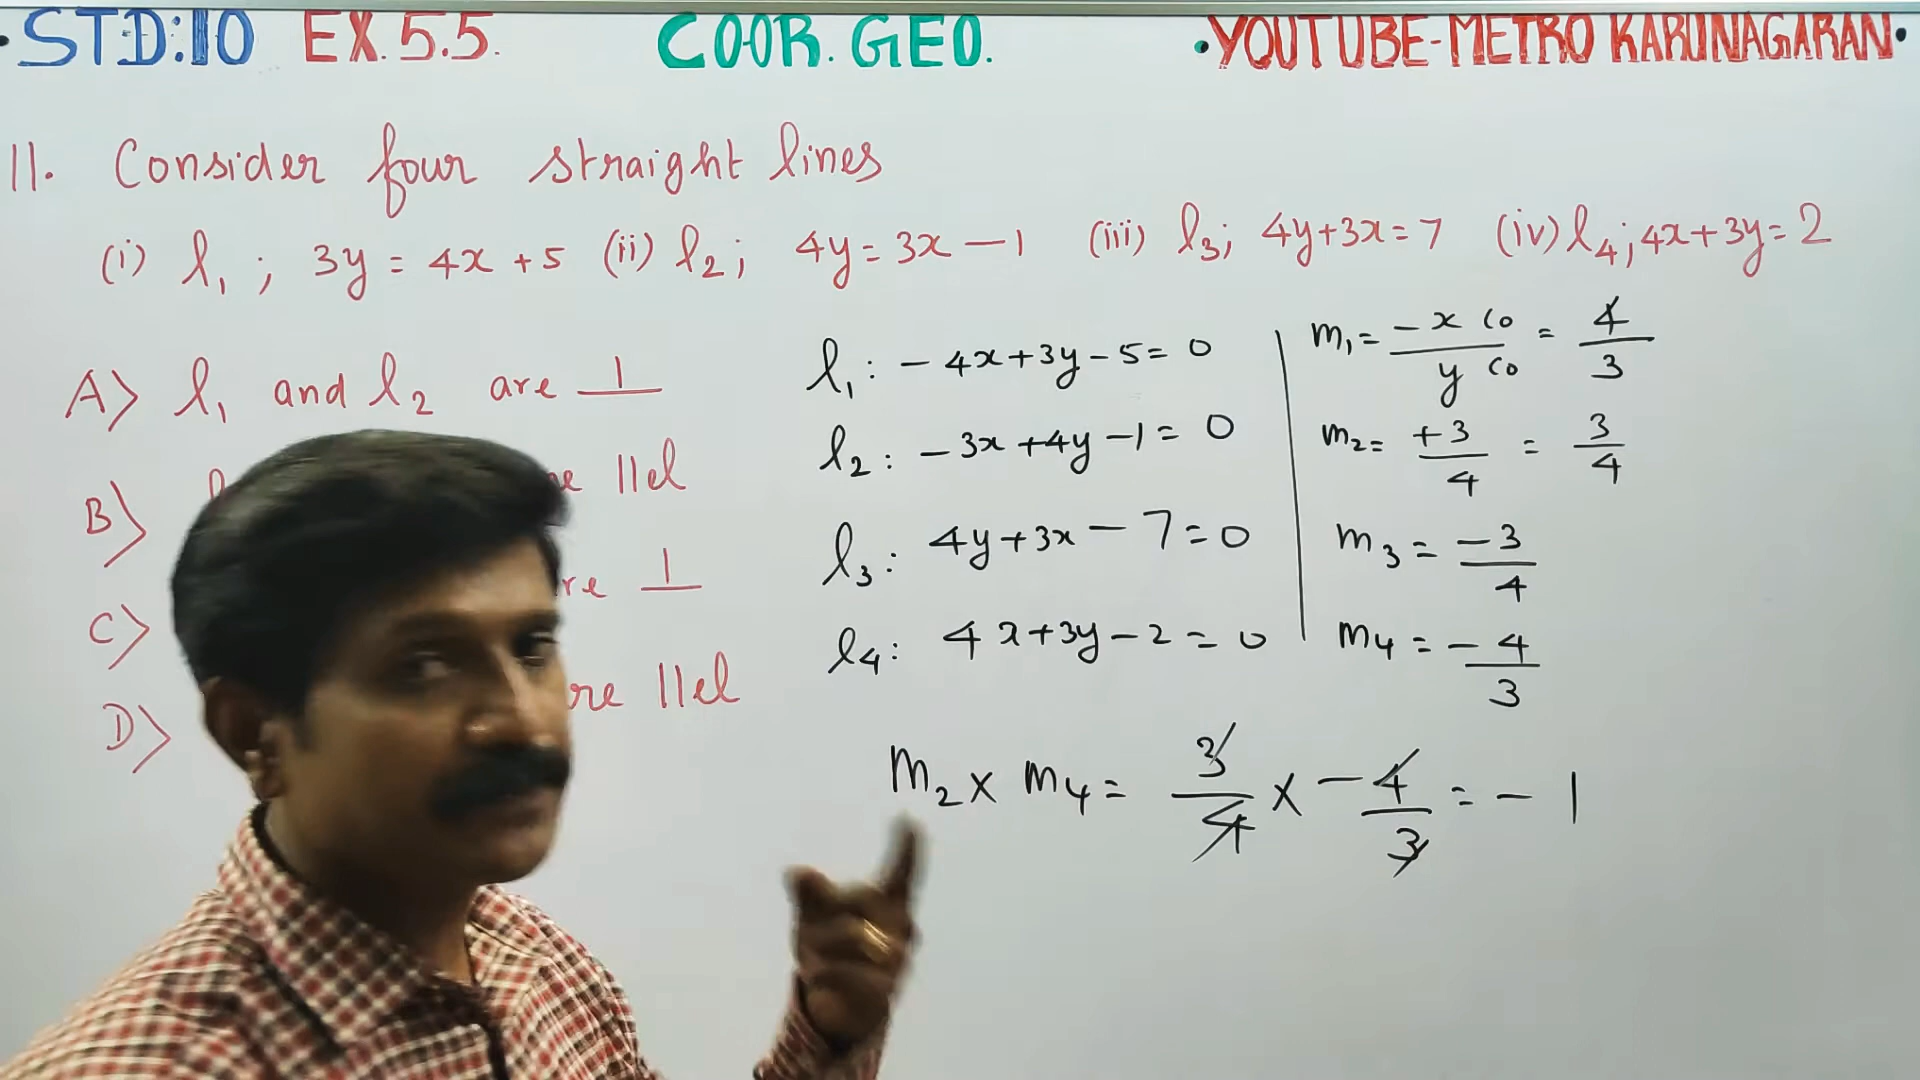 • STD:10 EX. 5.5. COOR. GEO. • YOUTUBE-METRO KARUNAGARAN •
11. Consider four straight lines
(i) l₁ ; 3y = 4x + 5 (ii) l₂ ; 4y = 3x − 1 (iii) l₃ ; 4y+3x = 7 (iv) l₄ ; 4x + 3y = 2
A) l₁ and l₂ are ⊥
B) ||el
C) ⊥
D) ||el
l₁ : − 4x + 3y − 5 = 0
l₂ : − 3x + 4y − 1 = 0
l₃ : 4y + 3x − 7 = 0
l₄ : 4x + 3y − 2 = 0
m₁ = −x co / y co = 4/3
m₂ = +3/4 = 3/4
m₃ = −3/4
m₄ = −4/3
m₂ × m₄ = 3/4 × −4/3 = − 1